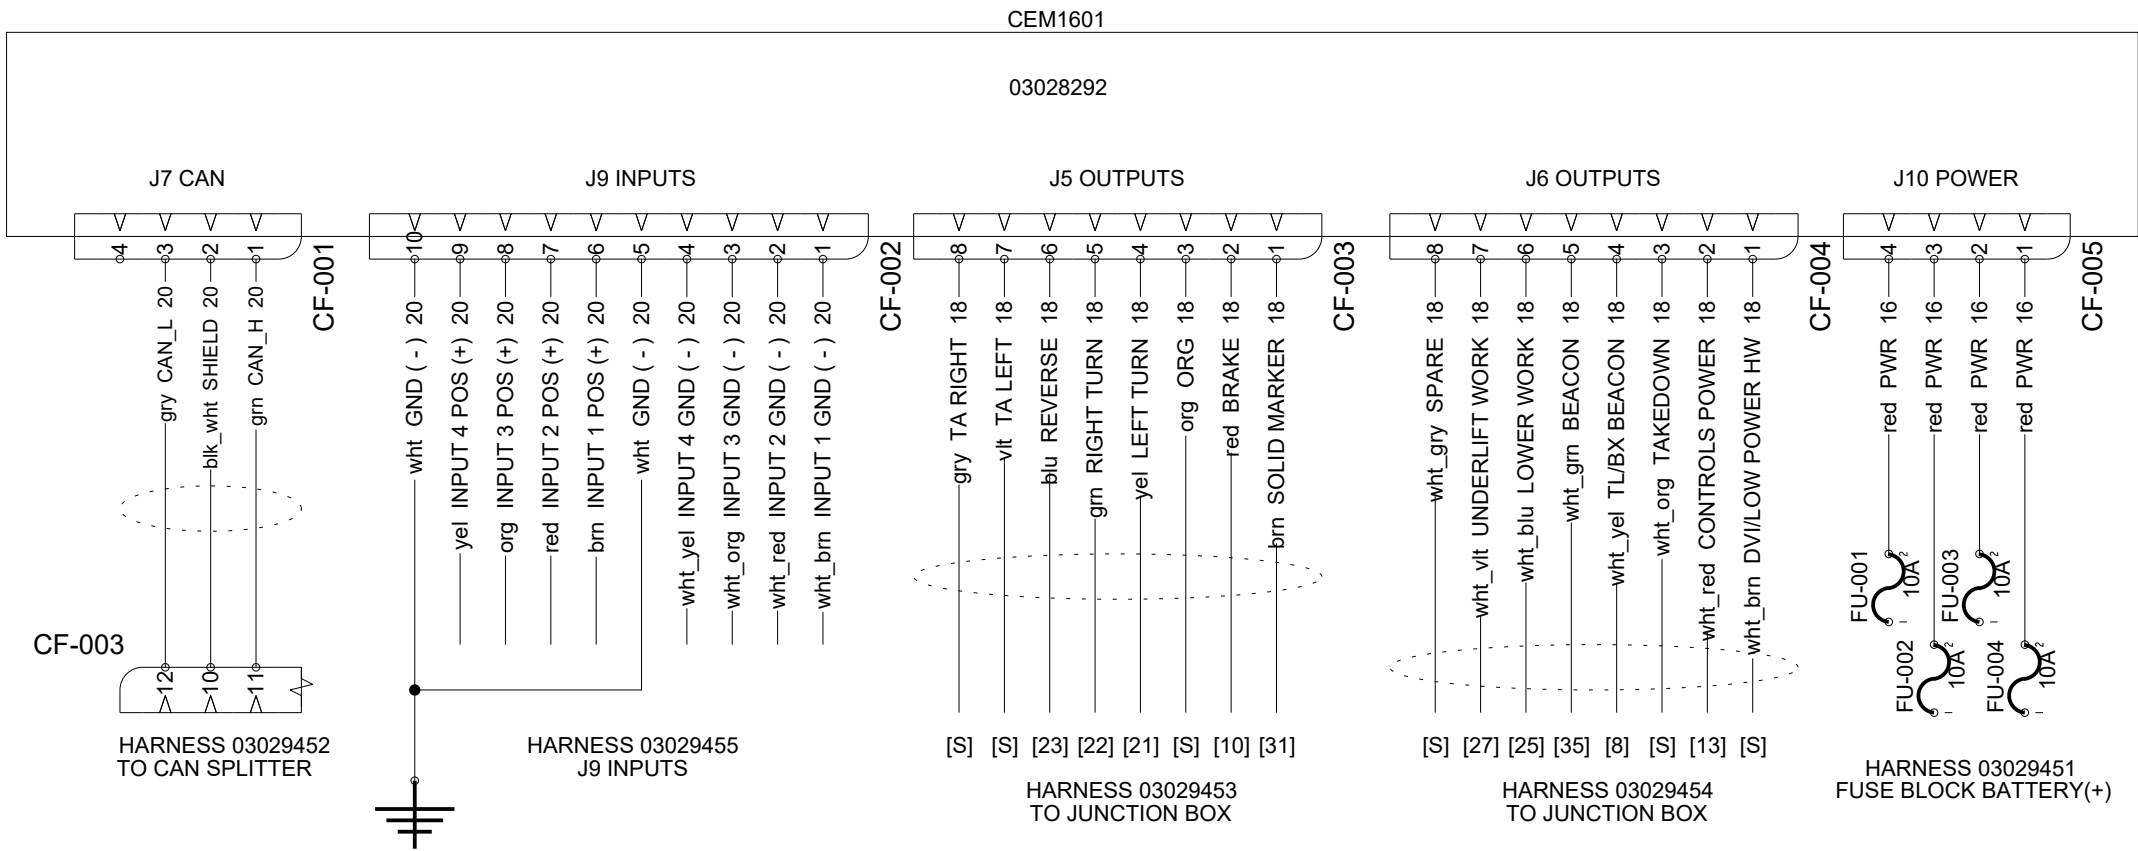 CEM1601
03028292
J7 CAN
J9 INPUTS
J5 OUTPUTS
J6 OUTPUTS
J10 POWER
4
3
2
1
CF-001
gry CAN_L 20
blk_wht SHIELD 20
grn CAN_H 20
10
9
8
7
6
5
4
3
2
1
CF-002
wht GND ( - ) 20
yel INPUT 4 POS (+) 20
org INPUT 3 POS (+) 20
red INPUT 2 POS (+) 20
brn INPUT 1 POS (+) 20
wht GND ( - ) 20
wht_yel INPUT 4 GND ( - ) 20
wht_org INPUT 3 GND ( - ) 20
wht_red INPUT 2 GND ( - ) 20
wht_brn INPUT 1 GND ( - ) 20
8
7
6
5
4
3
2
1
CF-003
gry TA RIGHT 18
vlt TA LEFT 18
blu REVERSE 18
grn RIGHT TURN 18
yel LEFT TURN 18
org ORG 18
red BRAKE 18
brn SOLID MARKER 18
8
7
6
5
4
3
2
1
CF-004
wht_gry SPARE 18
wht_vlt UNDERLIFT WORK 18
wht_blu LOWER WORK 18
wht_grn BEACON 18
wht_yel TL/BX BEACON 18
wht_org TAKEDOWN 18
wht_red CONTROLS POWER 18
wht_brn DVI/LOW POWER HW 18
4
3
2
1
CF-005
red PWR 16
red PWR 16
red PWR 16
red PWR 16
FU-001
10A
2
1
FU-003
10A
2
1
FU-002
10A
2
1
FU-004
10A
2
1
CF-003
12
10
11
HARNESS 03029452
TO CAN SPLITTER
HARNESS 03029455
J9 INPUTS
[S] [S] [23] [22] [21] [S] [10] [31]
HARNESS 03029453
TO JUNCTION BOX
[S] [27] [25] [35] [8] [S] [13] [S]
HARNESS 03029454
TO JUNCTION BOX
HARNESS 03029451
FUSE BLOCK BATTERY(+)